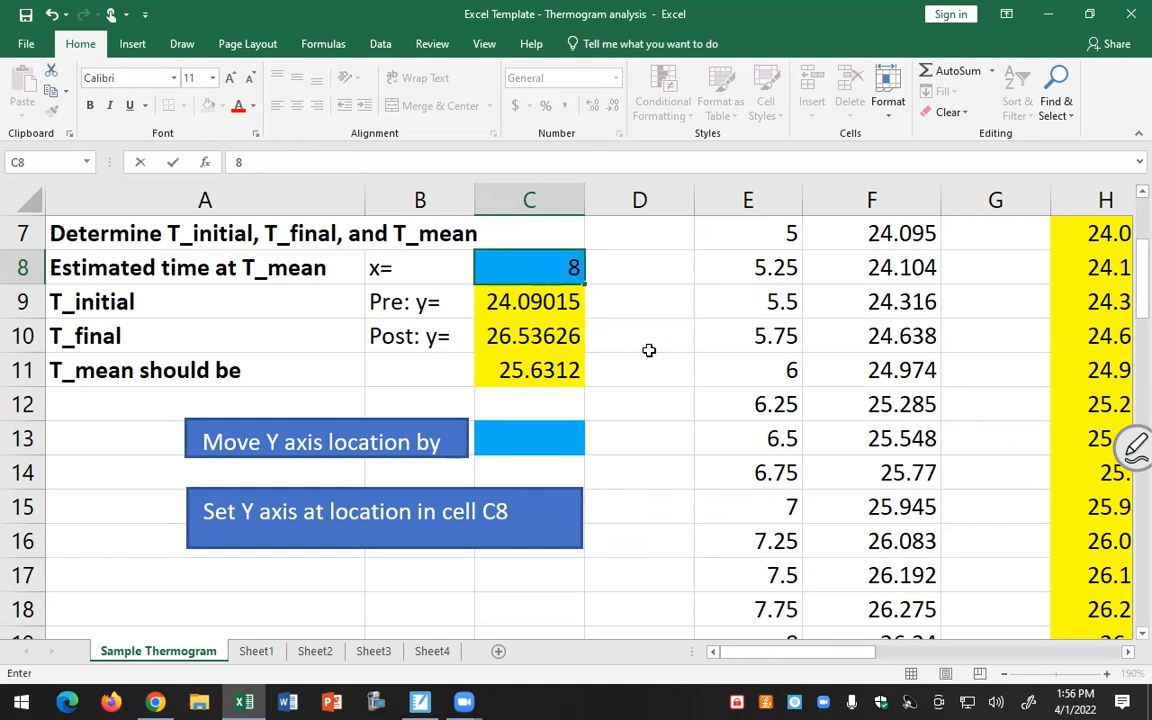 Excel Template - Thermogram analysis - Excel
Sign in
File Home Insert Draw Page Layout Formulas Data Review View Help Tell me what you want to do Share
Paste
Calibri 11
B I U
A
Wrap Text
Merge & Center
General
$ % ,
Conditional Formatting
Format as Table
Cell Styles
Insert
Delete
Format
AutoSum
Fill
Clear
Sort & Filter
Find & Select
Clipboard Font Alignment Number Styles Cells Editing
C8 fx 8
A B C D E F G H
7 Determine T_initial, T_final, and T_mean 5 24.095 24.0
8 Estimated time at T_mean x= 8 5.25 24.104 24.1
9 T_initial Pre: y= 24.09015 5.5 24.316 24.3
10 T_final Post: y= 26.53626 5.75 24.638 24.6
11 T_mean should be 25.6312 6 24.974 24.9
12 6.25 25.285 25.2
13 Move Y axis location by 6.5 25.548 25.
14 6.75 25.77 25.
15 Set Y axis at location in cell C8 7 25.945 25.9
16 7.25 26.083 26.0
17 7.5 26.192 26.1
18 7.75 26.275 26.2
Sample Thermogram Sheet1 Sheet2 Sheet3 Sheet4
Enter 190%
1:56 PM
4/1/2022